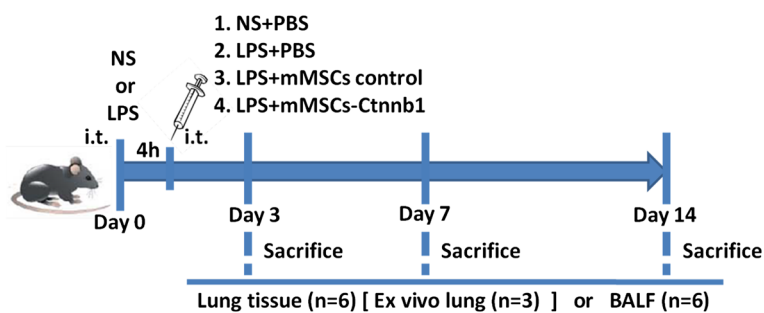 1. NS+PBS
2. LPS+PBS
3. LPS+mMSCs control
4. LPS+mMSCs-Ctnnb1
NS
or
LPS
i.t.
4h
i.t.
Day 0
Day 3
Day 7
Day 14
Sacrifice
Sacrifice
Sacrifice
Lung tissue (n=6) [ Ex vivo lung (n=3) ] or BALF (n=6)